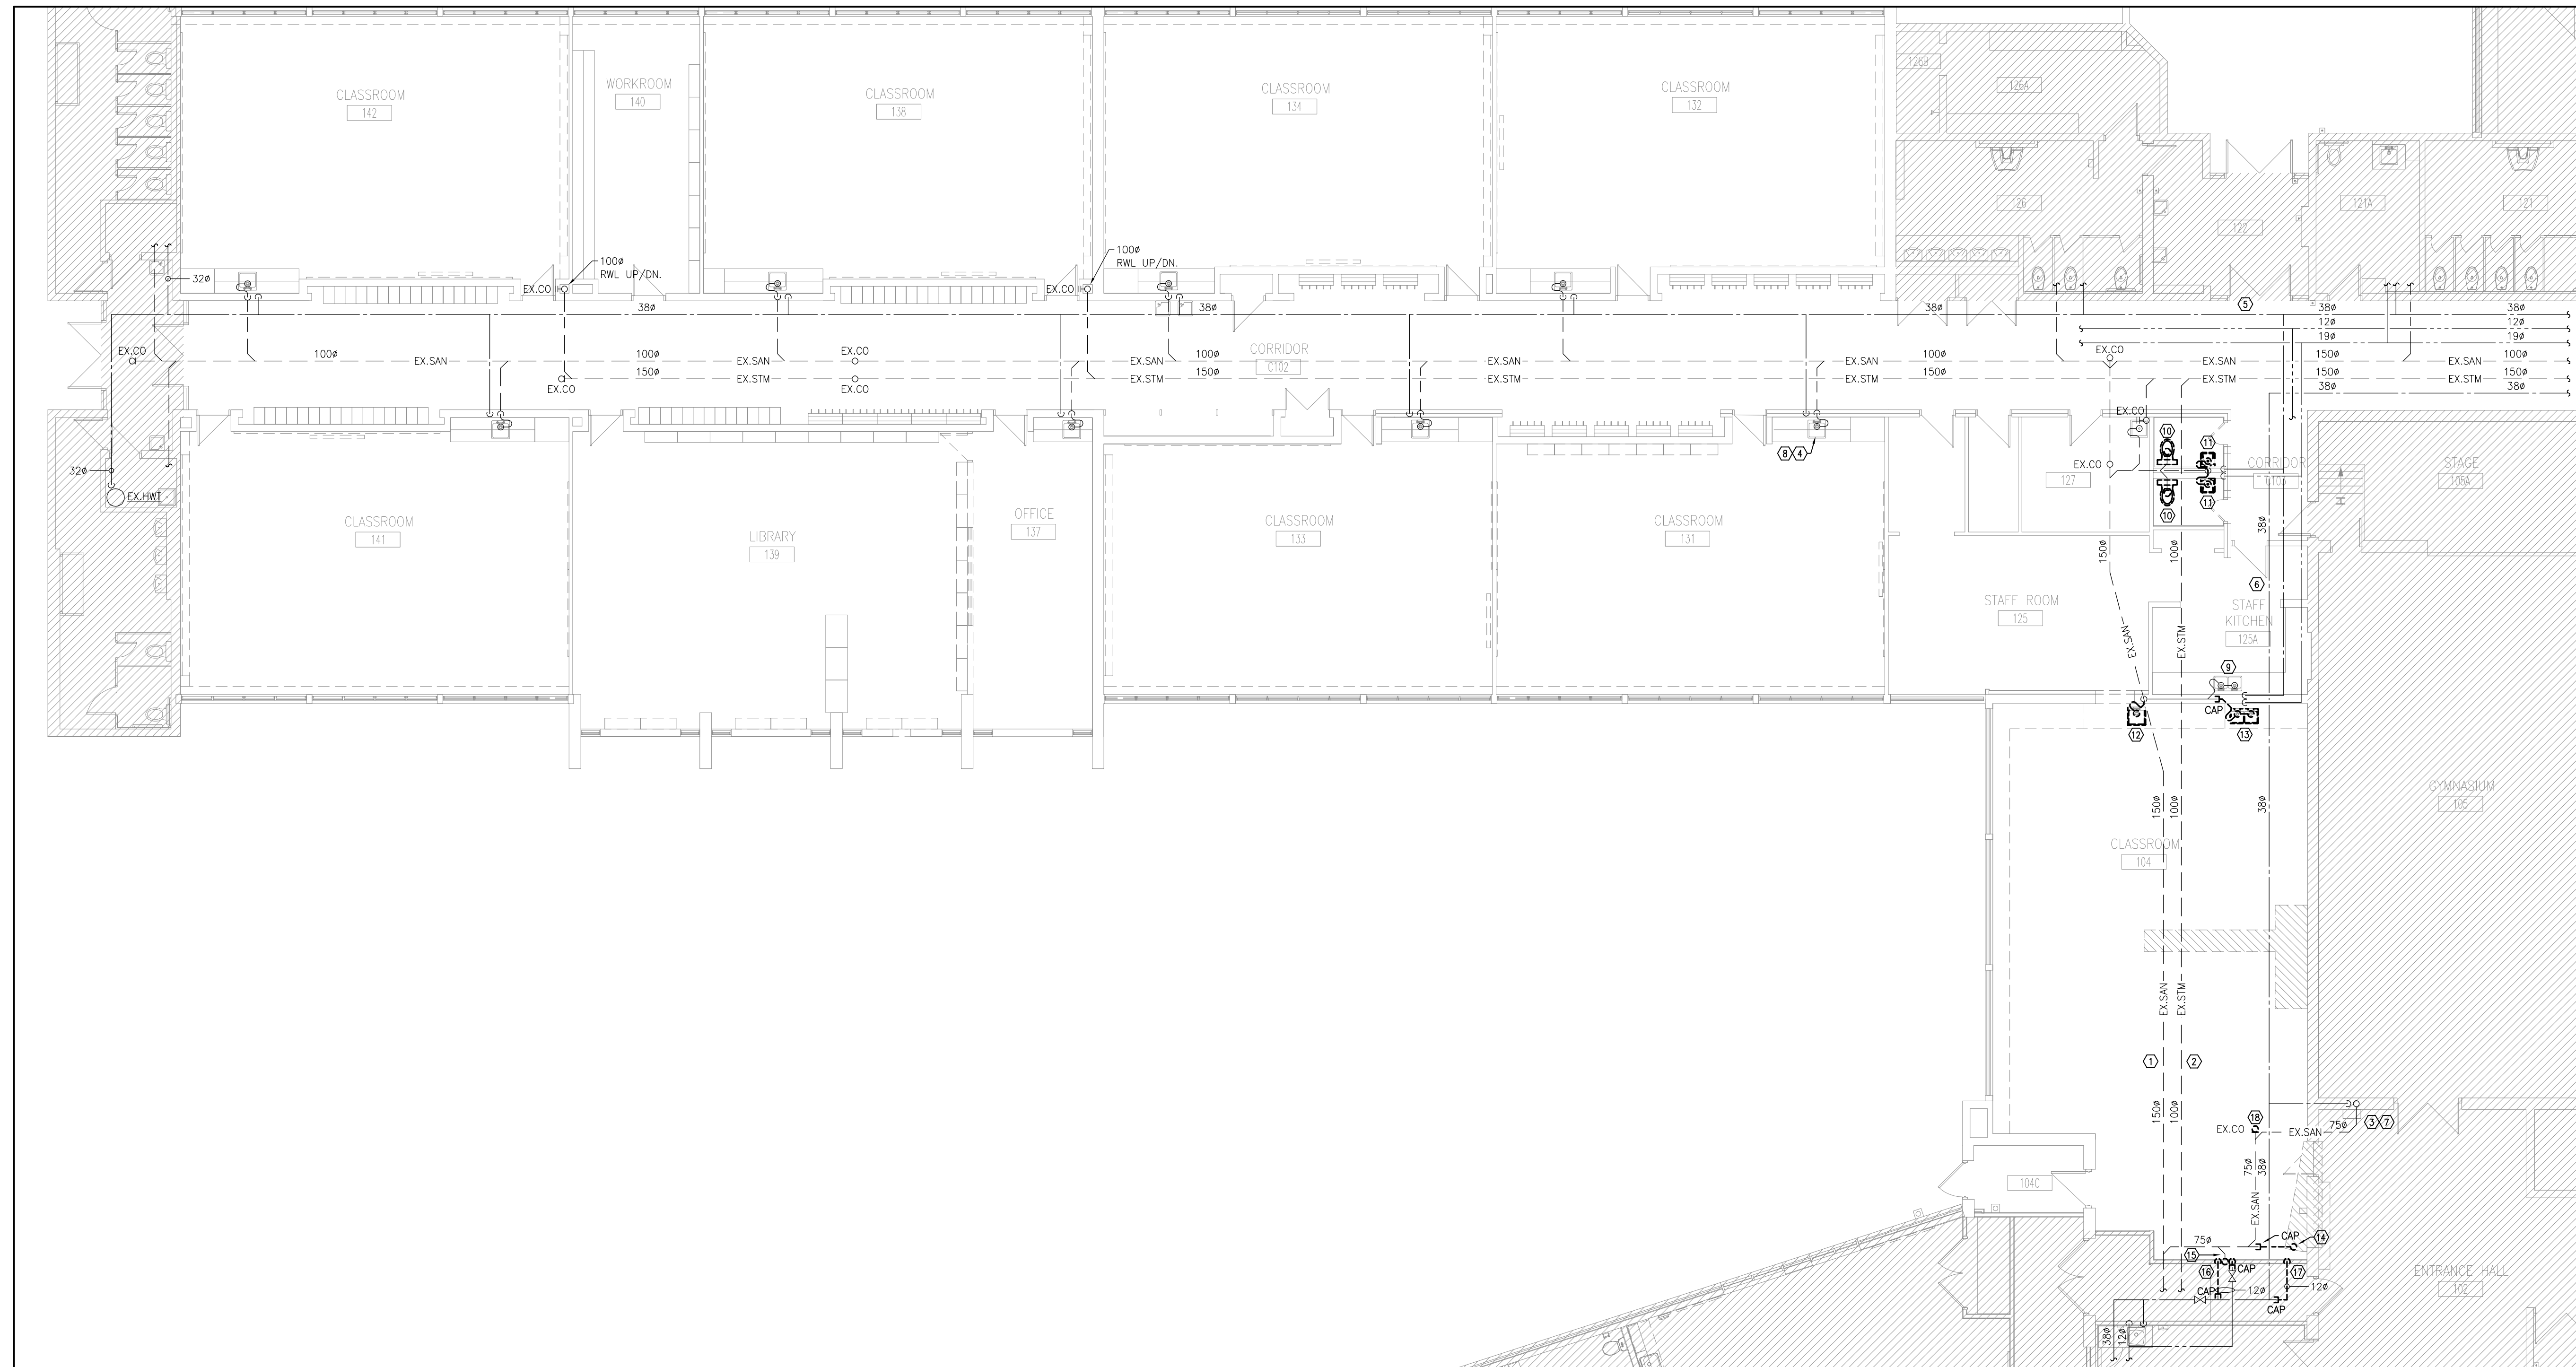 CLASSROOM
142
WORKROOM
140
CLASSROOM
138
CLASSROOM
134
CLASSROOM
132
126B
126A
126
122
121A
121
32ø
EX.CO
100ø
RWL UP/DN.
EX.CO
100ø
RWL UP/DN.
38ø
38ø
38ø
5
38ø
38ø
12ø
12ø
19ø
19ø
EX.CO
100ø
EX.SAN
100ø
EX.SAN
EX.CO
EX.SAN
100ø
CORRIDOR
C102
EX.SAN
EX.SAN
100ø
EX.CO
EX.SAN
150ø
EX.SAN
100ø
EX.CO
150ø
EX.STM
EX.CO
EX.STM
150ø
EX.STM
EX.STM
150ø
EX.STM
150ø
EX.STM
150ø
38ø
38ø
32ø
EX.HWT
CLASSROOM
141
LIBRARY
139
OFFICE
137
CLASSROOM
133
CLASSROOM
131
8
4
EX.CO
EX.CO
127
10
11
10
11
CORRIDOR
C103
STAGE
105A
H
38ø
150ø
100ø
6
STAFF ROOM
125
STAFF
KITCHEN
125A
EX.SAN
EX.STM
9
CAP
12
13
150ø
100ø
38ø
GYMNASIUM
105
CLASSROOM
104
EX.SAN
EX.STM
1
2
150ø
100ø
18
EX.CO
EX.SAN
75ø
3
7
75ø
38ø
EX.SAN
104C
75ø
CAP
14
15
16
CAP
17
CAP
12ø
12ø
CAP
38ø
12ø
ENTRANCE HALL
102